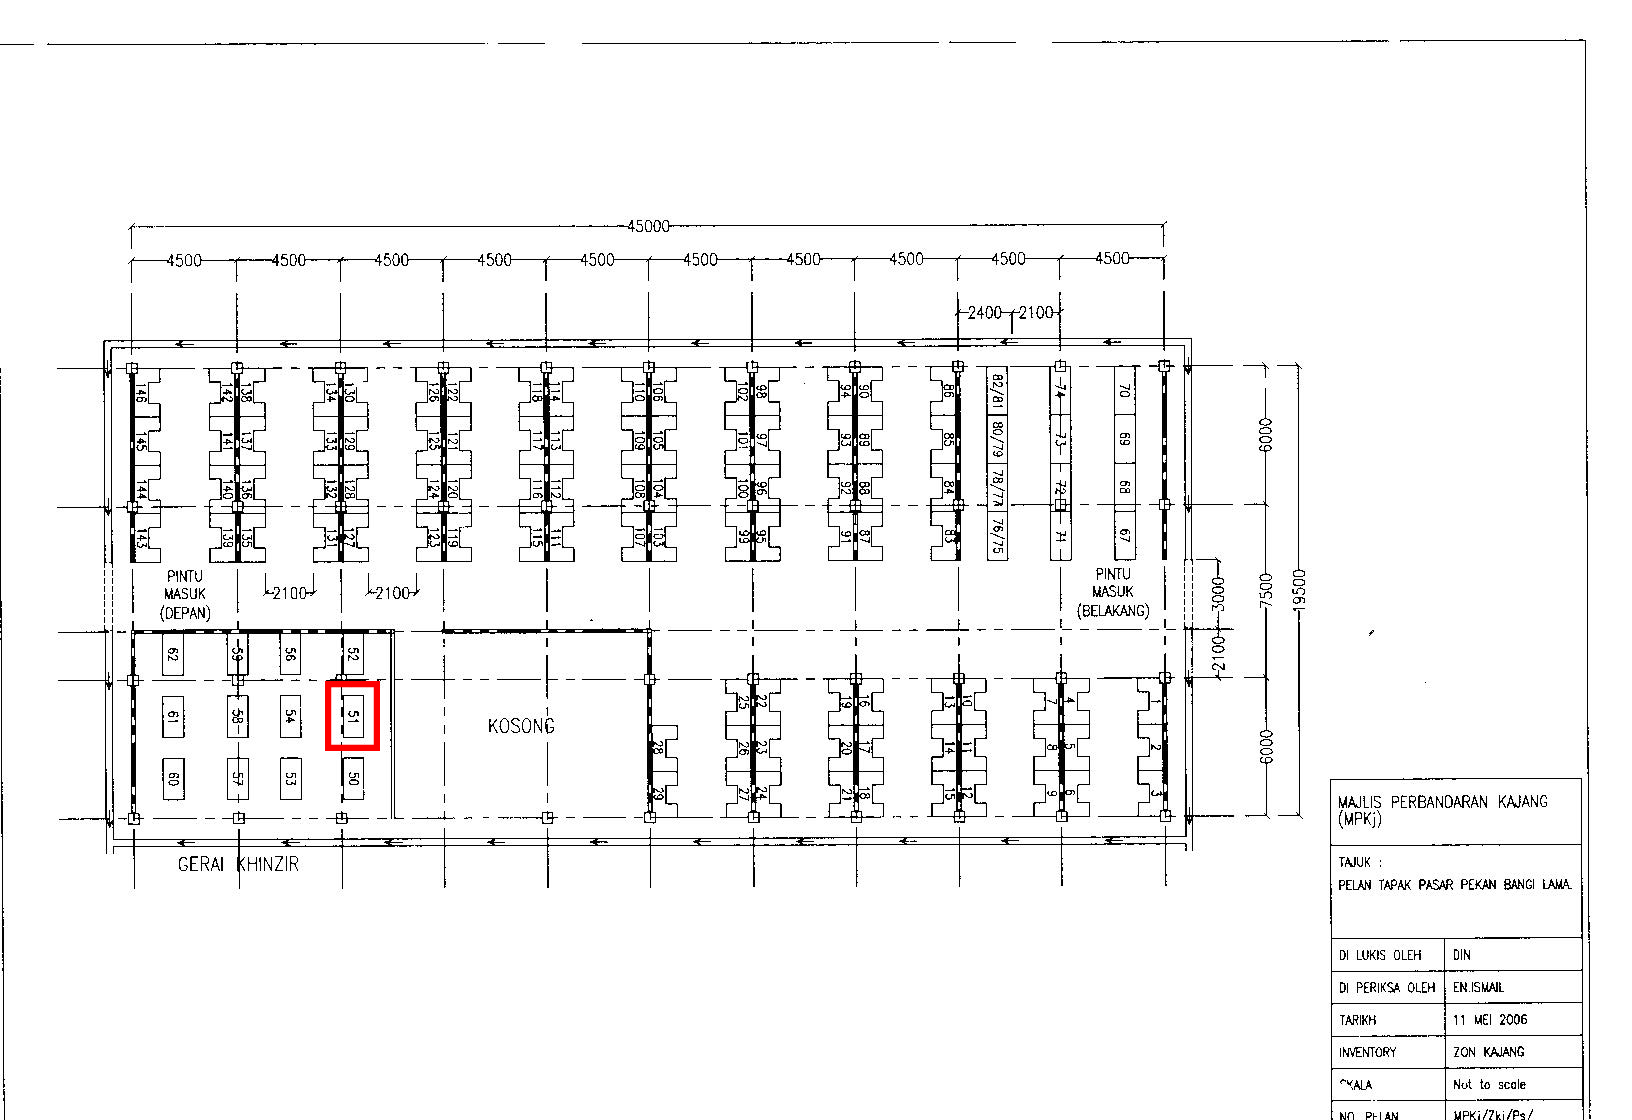 45000
4500 4500 4500 4500 4500 4500 4500 4500 4500 4500
2400 2100
146 142 138 134 130 126 122 118 114 110 106 102 98 94 90 86 82/81 74 70
145 141 137 133 129 125 121 117 113 109 105 101 97 93 89 85 80/79 73 69
144 140 136 132 128 124 120 116 112 108 104 100 96 92 88 84 78/77 72 68
143 139 135 131 127 123 119 115 111 107 103 99 95 91 87 83 76/75 71 67
6000
7500
19500
3000
2100
6000
PINTU
MASUK
(DEPAN)
2100 2100
PINTU
MASUK
(BELAKANG)
62 59 56 52
61 58 54 51
60 57 53 50
KOSONG
25 22 19 16 13 10 7 4 1
28 26 23 20 17 14 11 8 5 2
29 27 24 21 18 15 12 9 6 3
GERAI KHINZIR
MAJLIS PERBANDARAN KAJANG
(MPKj)
TAJUK :
PELAN TAPAK PASAR PEKAN BANGI LAMA.
DI LUKIS OLEH DIN
DI PERIKSA OLEH EN.ISMAIL
TARIKH 11 MEI 2006
INVENTORY ZON KAJANG
SKALA Not to scale
NO. PELAN MPKj/Zkj/Ps/